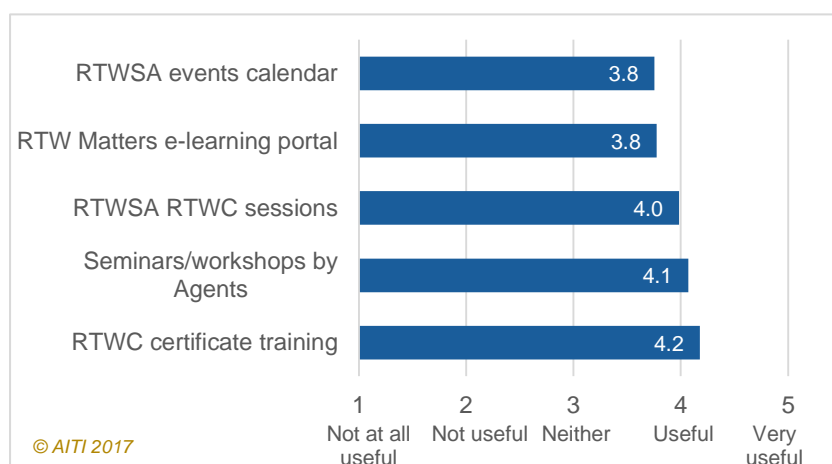 RTWSA events calendar
3.8
RTW Matters e-learning portal
3.8
RTWSA RTWC sessions
4.0
Seminars/workshops by
Agents
4.1
RTWC certificate training
4.2
1 2 3 4 5
Not at all Not useful Neither Useful Very
useful useful
© AITI 2017